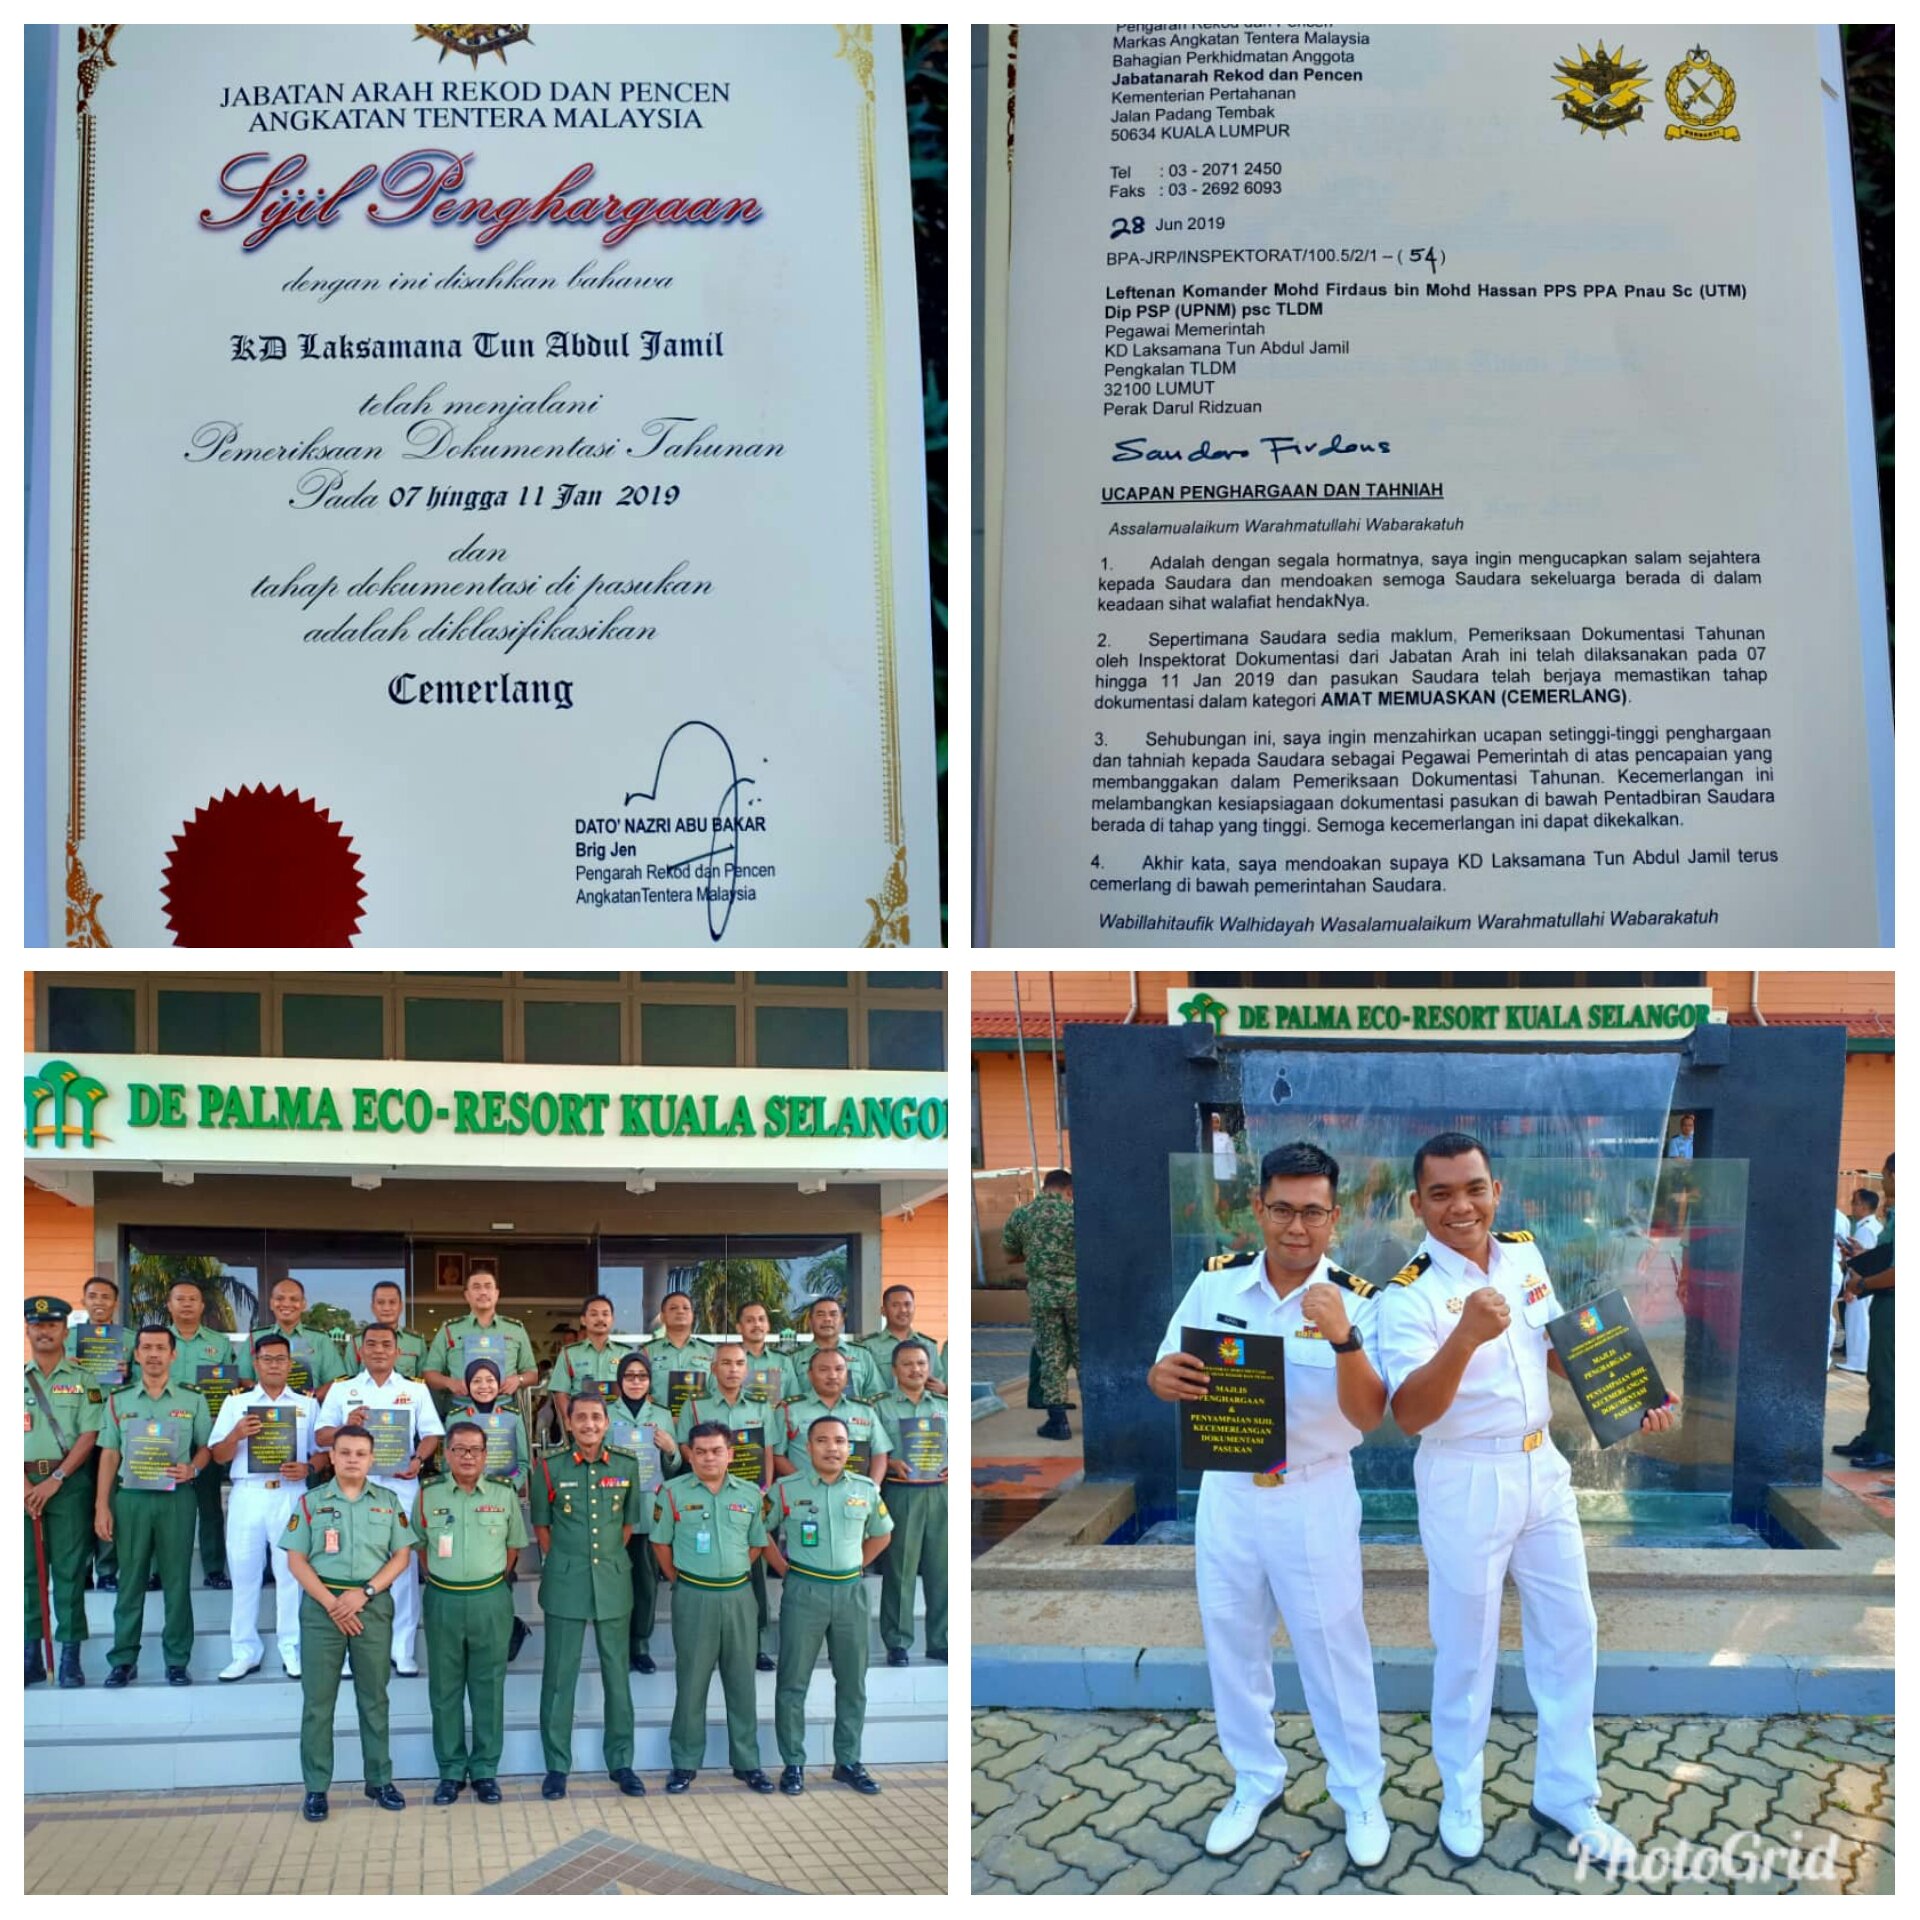 JABATAN ARAH REKOD DAN PENCEN
ANGKATAN TENTERA MALAYSIA
Sijil Penghargaan
dengan ini disahkan bahawa
KD Laksamana Tun Abdul Jamil
telah menjalani
Pemeriksaan Dokumentasi Tahunan
Pada 07 hingga 11 Jan 2019
dan
tahap dokumentasi di pasukan
adalah diklasifikasikan
Cemerlang
DATO' NAZRI ABU BAKAR
Brig Jen
Pengarah Rekod dan Pencen
AngkatanTentera Malaysia
Pengarah Rekod dan Pencen
Markas Angkatan Tentera Malaysia
Bahagian Perkhidmatan Anggota
Jabatanarah Rekod dan Pencen
Kementerian Pertahanan
Jalan Padang Tembak
50634 KUALA LUMPUR
Tel : 03 - 2071 2450
Faks : 03 - 2692 6093
28 Jun 2019
BPA-JRP/INSPEKTORAT/100.5/2/1 – ( 54 )
Leftenan Komander Mohd Firdaus bin Mohd Hassan PPS PPA Pnau Sc (UTM)
Dip PSP (UPNM) psc TLDM
Pegawai Memerintah
KD Laksamana Tun Abdul Jamil
Pengkalan TLDM
32100 LUMUT
Perak Darul Ridzuan
Saudara Firdaus
UCAPAN PENGHARGAAN DAN TAHNIAH
Assalamualaikum Warahmatullahi Wabarakatuh
1. Adalah dengan segala hormatnya, saya ingin mengucapkan salam sejahtera
kepada Saudara dan mendoakan semoga Saudara sekeluarga berada di dalam
keadaan sihat walafiat hendakNya.
2. Sepertimana Saudara sedia maklum, Pemeriksaan Dokumentasi Tahunan
oleh Inspektorat Dokumentasi dari Jabatan Arah ini telah dilaksanakan pada 07
hingga 11 Jan 2019 dan pasukan Saudara telah berjaya memastikan tahap
dokumentasi dalam kategori AMAT MEMUASKAN (CEMERLANG).
3. Sehubungan ini, saya ingin menzahirkan ucapan setinggi-tinggi penghargaan
dan tahniah kepada Saudara sebagai Pegawai Pemerintah di atas pencapaian yang
membanggakan dalam Pemeriksaan Dokumentasi Tahunan. Kecemerlangan ini
melambangkan kesiapsiagaan dokumentasi pasukan di bawah Pentadbiran Saudara
berada di tahap yang tinggi. Semoga kecemerlangan ini dapat dikekalkan.
4. Akhir kata, saya mendoakan supaya KD Laksamana Tun Abdul Jamil terus
cemerlang di bawah pemerintahan Saudara.
Wabillahitaufik Walhidayah Wasalamualaikum Warahmatullahi Wabarakatuh
DE PALMA ECO-RESORT KUALA SELANGO
DE PALMA ECO-RESORT KUALA SELANGOR
MAJLIS
PENGHARGAAN
&
PENYAMPAIAN SIJIL
KECEMERLANGAN
DOKUMENTASI
PASUKAN
MAJLIS
PENGHARGAAN
&
PENYAMPAIAN SIJIL
KECEMERLANGAN
DOKUMENTASI
PASUKAN
PhotoGrid